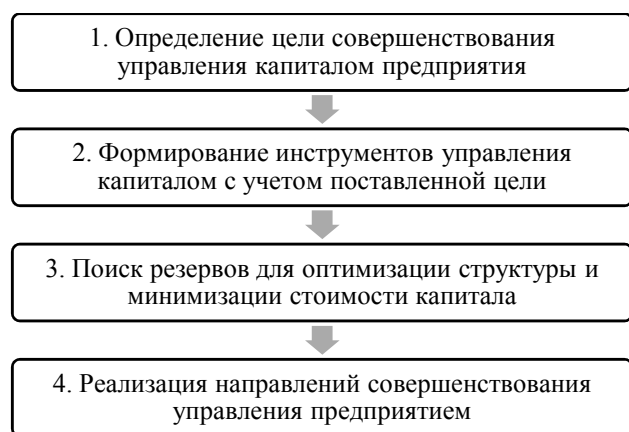 1. Определение цели совершенствования
управления капиталом предприятия
2. Формирование инструментов управления
капиталом с учетом поставленной цели
3. Поиск резервов для оптимизации структуры и
минимизации стоимости капитала
4. Реализация направлений совершенствования
управления предприятием